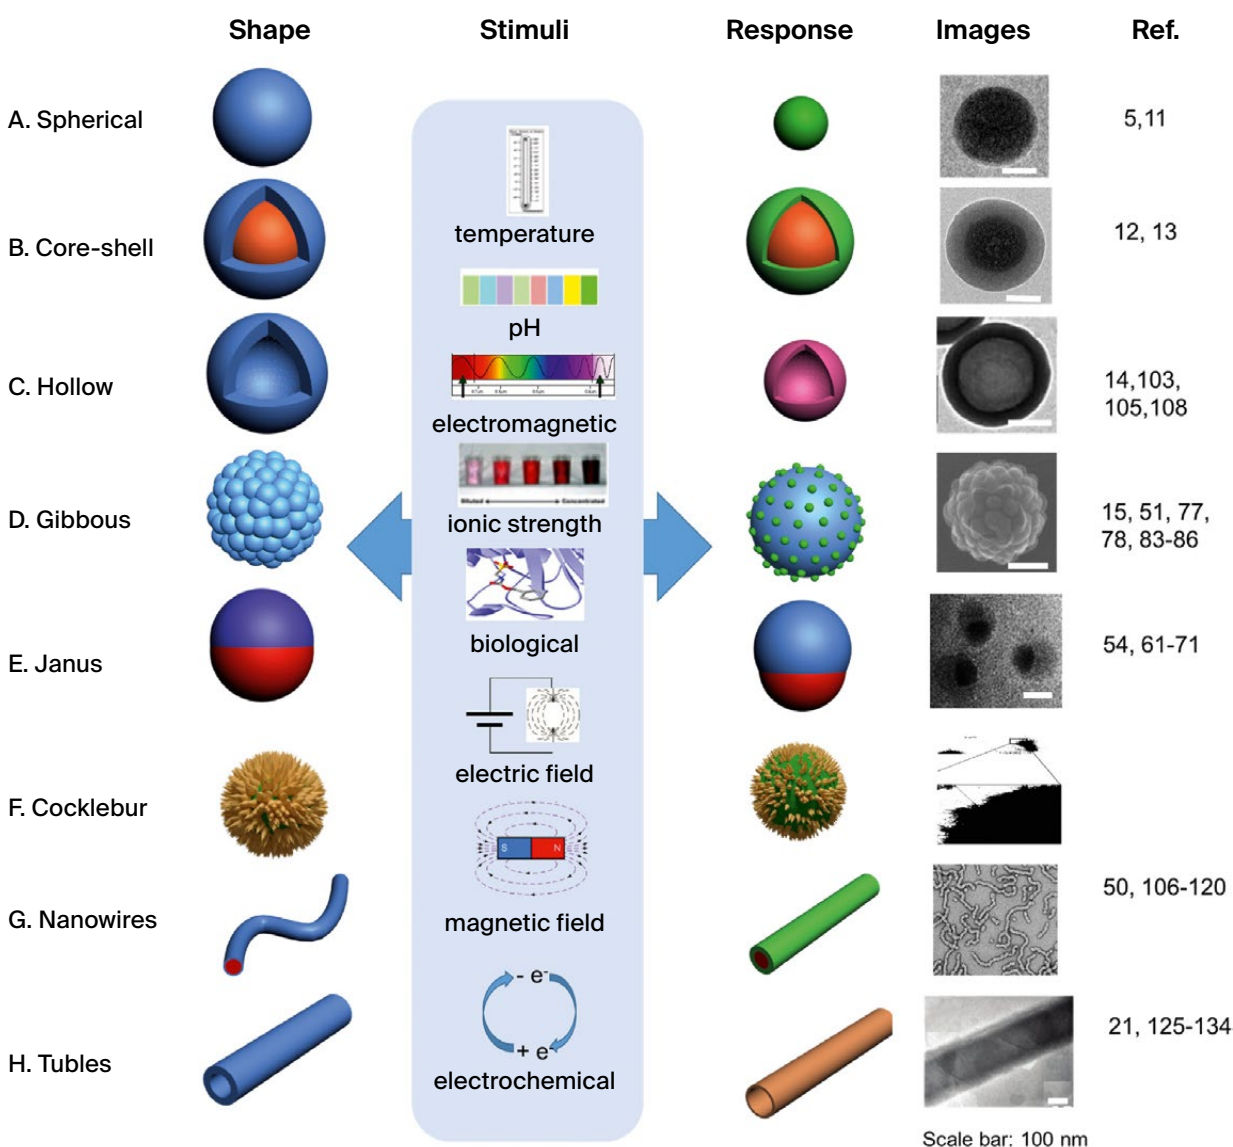 Shape Stimuli Response Images Ref.
A. Spherical
5,11
temperature
B. Core-shell
12, 13
pH
C. Hollow
14,103,
105,108
electromagnetic
Diluted Concentrated
ionic strength
D. Gibbous
15, 51, 77,
78, 83-86
biological
E. Janus
54, 61-71
electric field
F. Cocklebur
S N
magnetic field
G. Nanowires
50, 106-120
- e-
+ e-
electrochemical
H. Tubles
21, 125-134
Scale bar: 100 nm